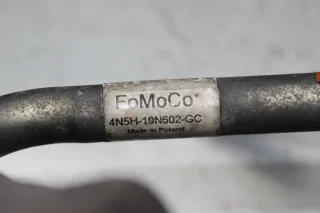 FoMoCo
4N5H-19N602-GC
Made in Poland